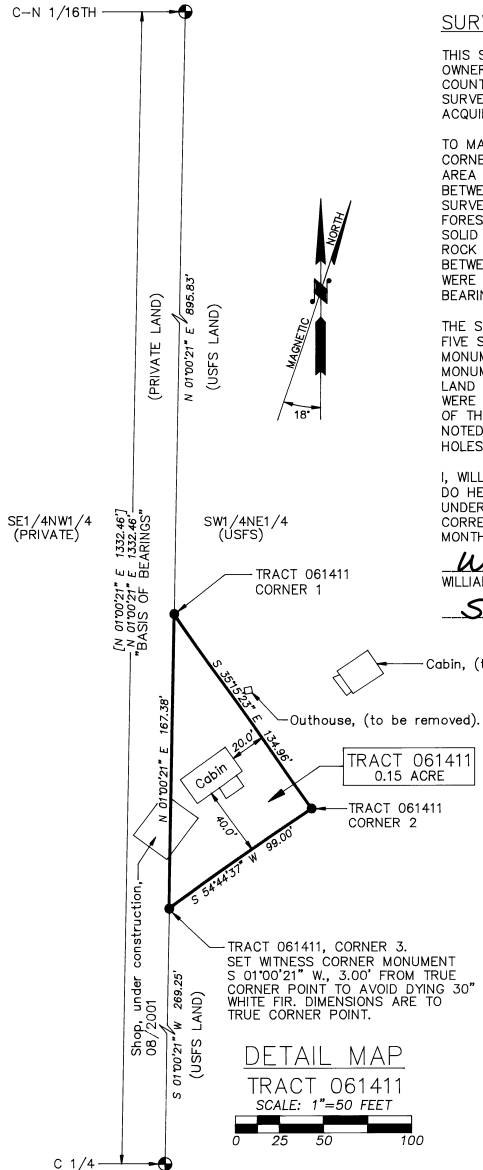 C-N 1/16TH
SURV
THIS S
OWNER
COUNT
SURVE
ACQUI
TO MA
CORNE
AREA
BETWE
SURVE
FORES
SOLID
ROCK
BETWE
WERE
BEARIN
THE S
FIVE S
MONUM
MONUM
LAND
WERE
OF TH
NOTED
HOLES
I, WILL
DO HE
UNDER
CORRE
MONTH
W
WILLIAM
S
NORTH
MAGNETIC
18°
(PRIVATE LAND)
N 01°00'21" E 895.83'
(USFS LAND)
SE1/4NW1/4
(PRIVATE)
SW1/4NE1/4
(USFS)
[N 01°00'21" E 1332.46']
N 01°00'21" E 1332.46'
"BASIS OF BEARINGS"
TRACT 061411
CORNER 1
Cabin, (t
S 35°15'23" E 134.96'
Outhouse, (to be removed).
N 01°00'21" E 167.38'
20.0'
Cabin
TRACT 061411
0.15 ACRE
40.0'
TRACT 061411
CORNER 2
S 54°44'37" W 99.00'
Shop, under construction,
08/2001
TRACT 061411, CORNER 3.
SET WITNESS CORNER MONUMENT
S 01°00'21" W., 3.00' FROM TRUE
CORNER POINT TO AVOID DYING 30"
WHITE FIR. DIMENSIONS ARE TO
TRUE CORNER POINT.
S 01°00'21" W 269.25'
(USFS LAND)
DETAIL MAP
TRACT 061411
SCALE: 1"=50 FEET
0 25 50 100
C 1/4